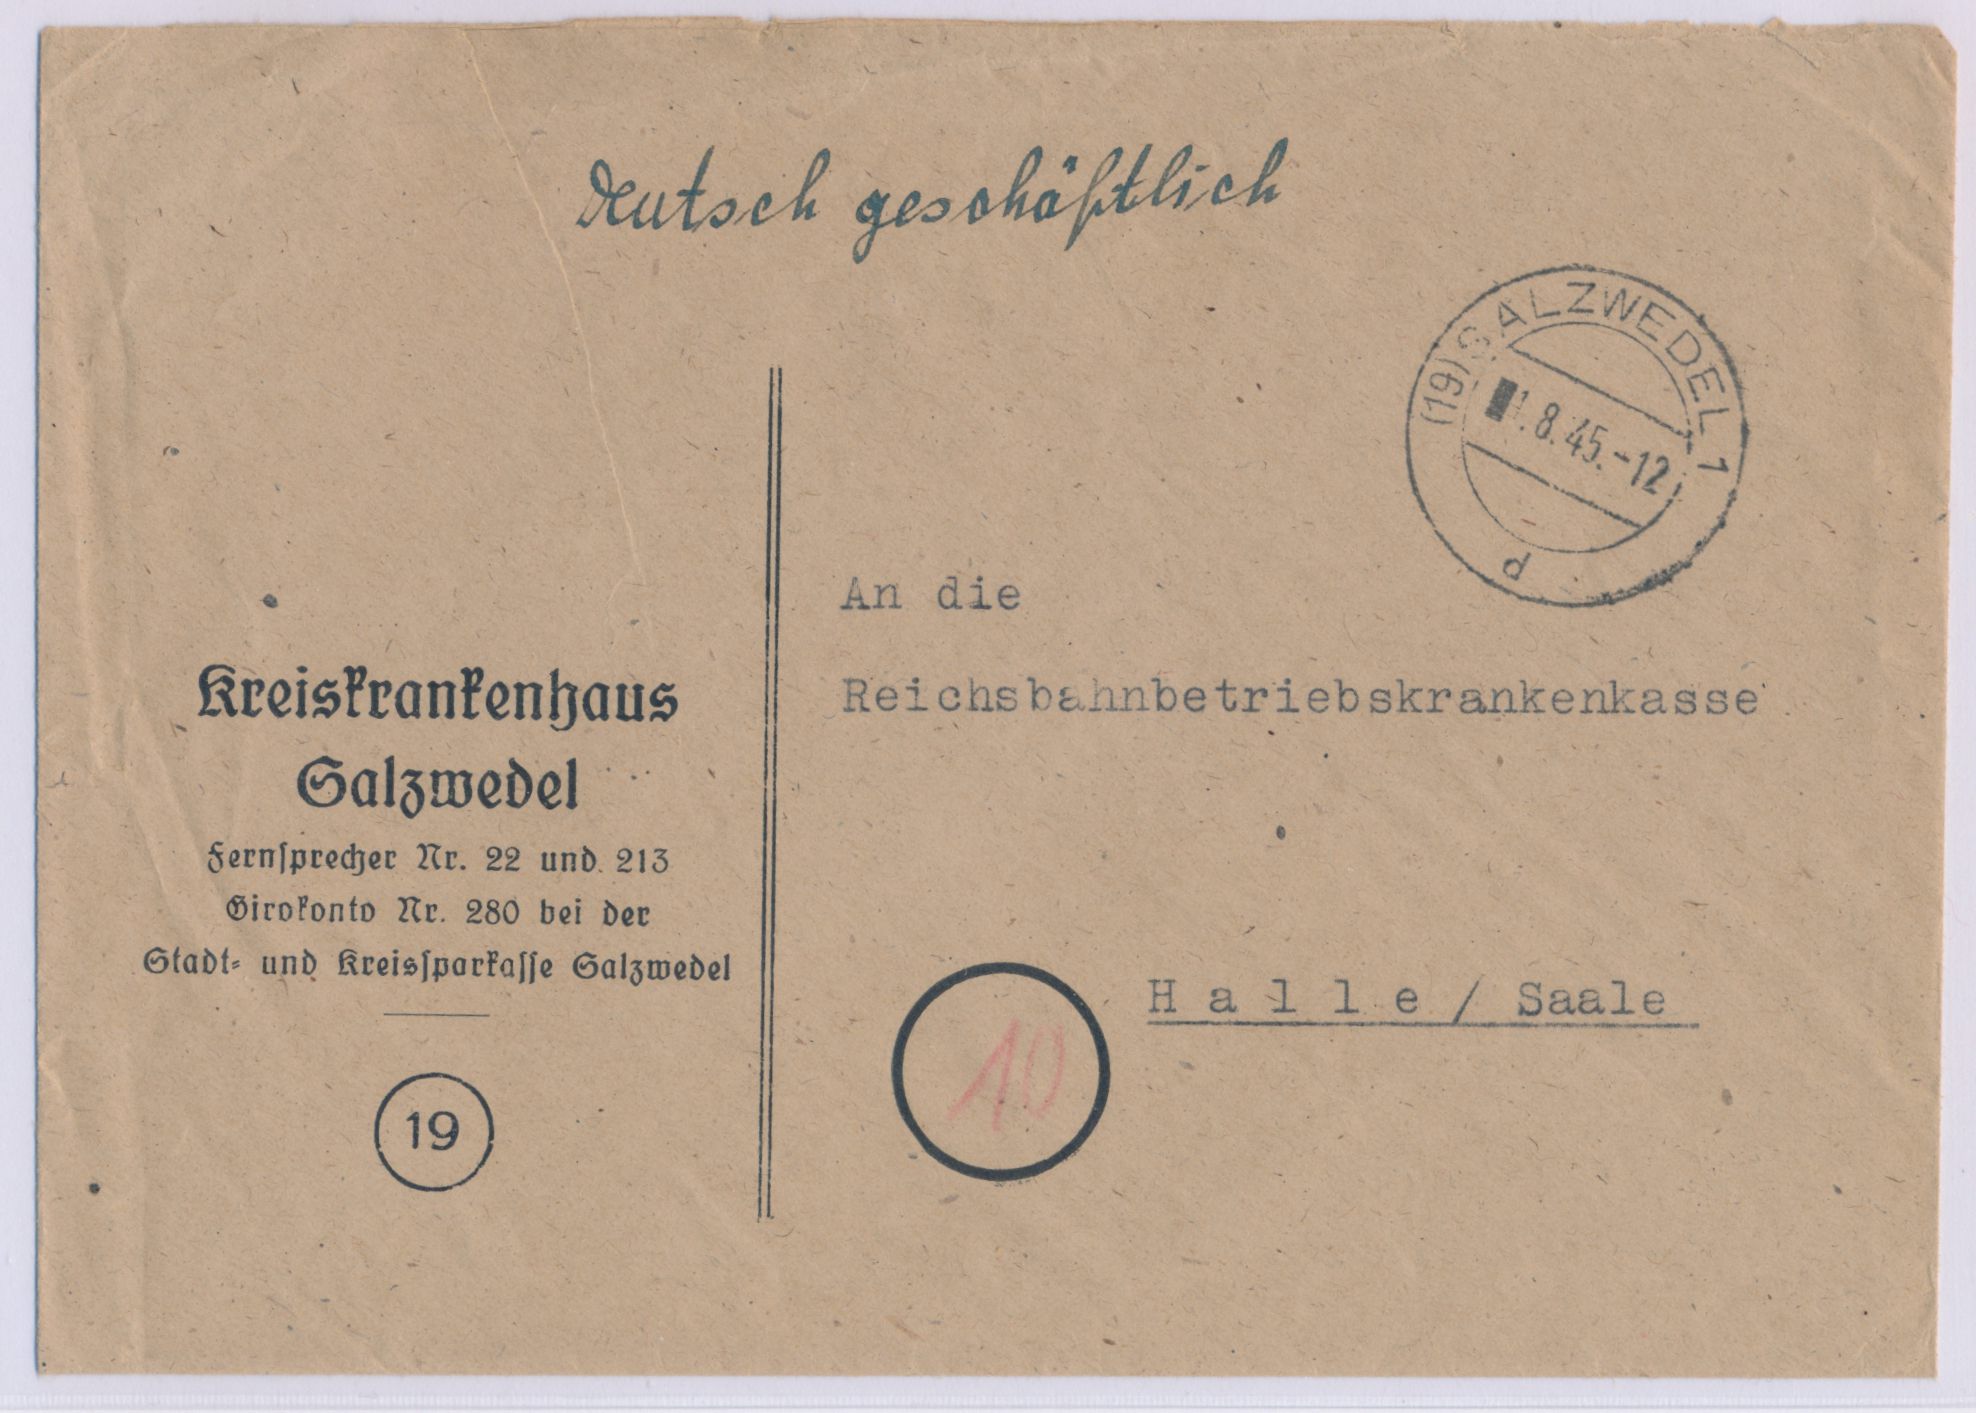 Deutsch geschäftlich
(19) SALZWEDEL 1
1.8.45.-12
d
An die
Reichsbahnbetriebskrankenkasse
Halle / Saale
10
Kreiskrankenhaus
Salzwedel
Fernsprecher Nr. 22 und 213
Girokonto Nr. 280 bei der
Stadt- und Kreissparkasse Salzwedel
19